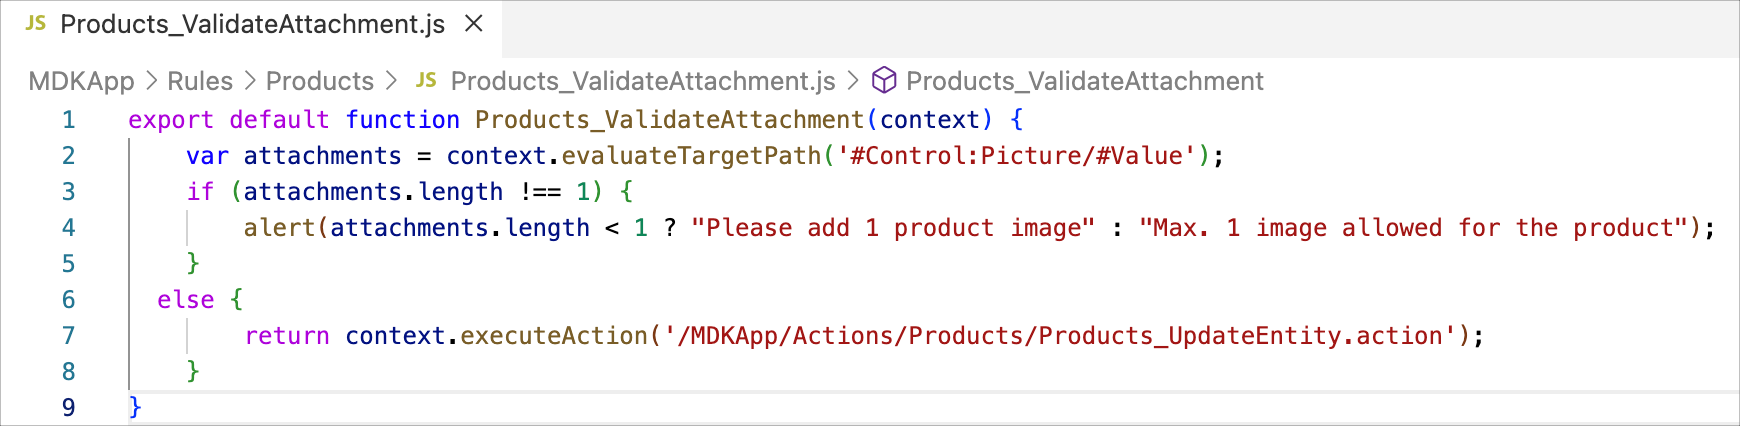 JS Products_ValidateAttachment.js ×
MDKApp > Rules > Products > JS Products_ValidateAttachment.js > Products_ValidateAttachment
1 export default function Products_ValidateAttachment(context) {
2     var attachments = context.evaluateTargetPath('#Control:Picture/#Value');
3     if (attachments.length !== 1) {
4         alert(attachments.length < 1 ? "Please add 1 product image" : "Max. 1 image allowed for the product");
5     }
6   else {
7         return context.executeAction('/MDKApp/Actions/Products/Products_UpdateEntity.action');
8     }
9 }